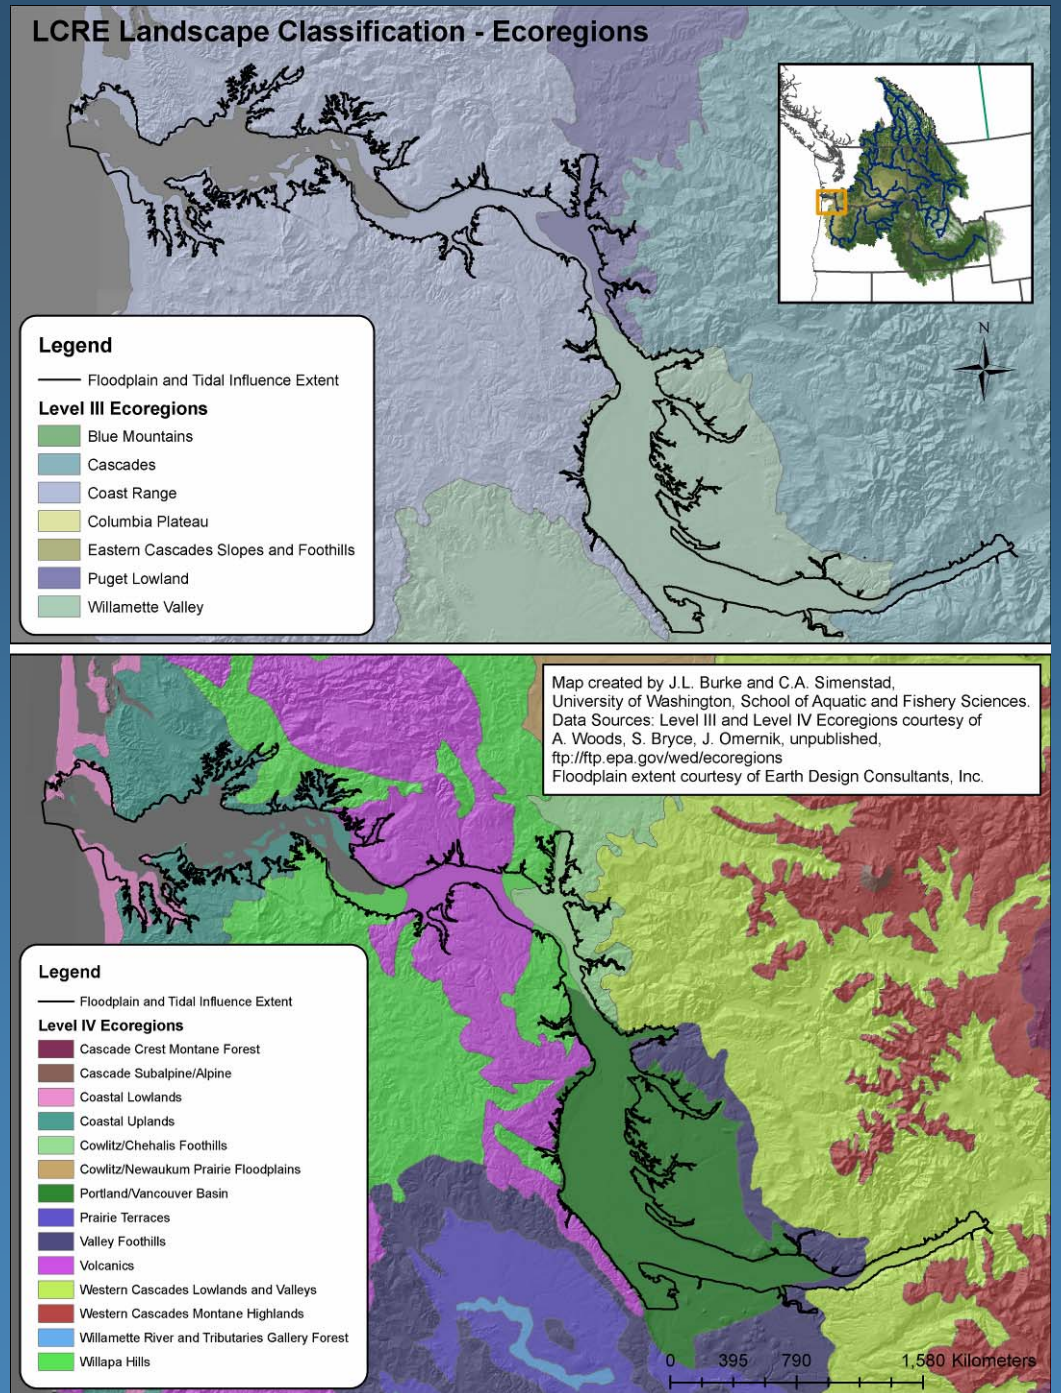 LCRE Landscape Classification - Ecoregions
N
Legend
Floodplain and Tidal Influence Extent
Level III Ecoregions
Blue Mountains
Cascades
Coast Range
Columbia Plateau
Eastern Cascades Slopes and Foothills
Puget Lowland
Willamette Valley
Map created by J.L. Burke and C.A. Simenstad,
University of Washington, School of Aquatic and Fishery Sciences.
Data Sources: Level III and Level IV Ecoregions courtesy of
A. Woods, S. Bryce, J. Omernik, unpublished,
ftp://ftp.epa.gov/wed/ecoregions
Floodplain extent courtesy of Earth Design Consultants, Inc.
Legend
Floodplain and Tidal Influence Extent
Level IV Ecoregions
Cascade Crest Montane Forest
Cascade Subalpine/Alpine
Coastal Lowlands
Coastal Uplands
Cowlitz/Chehalis Foothills
Cowlitz/Newaukum Prairie Floodplains
Portland/Vancouver Basin
Prairie Terraces
Valley Foothills
Volcanics
Western Cascades Lowlands and Valleys
Western Cascades Montane Highlands
Willamette River and Tributaries Gallery Forest
Willapa Hills
0 395 790 1,580 Kilometers